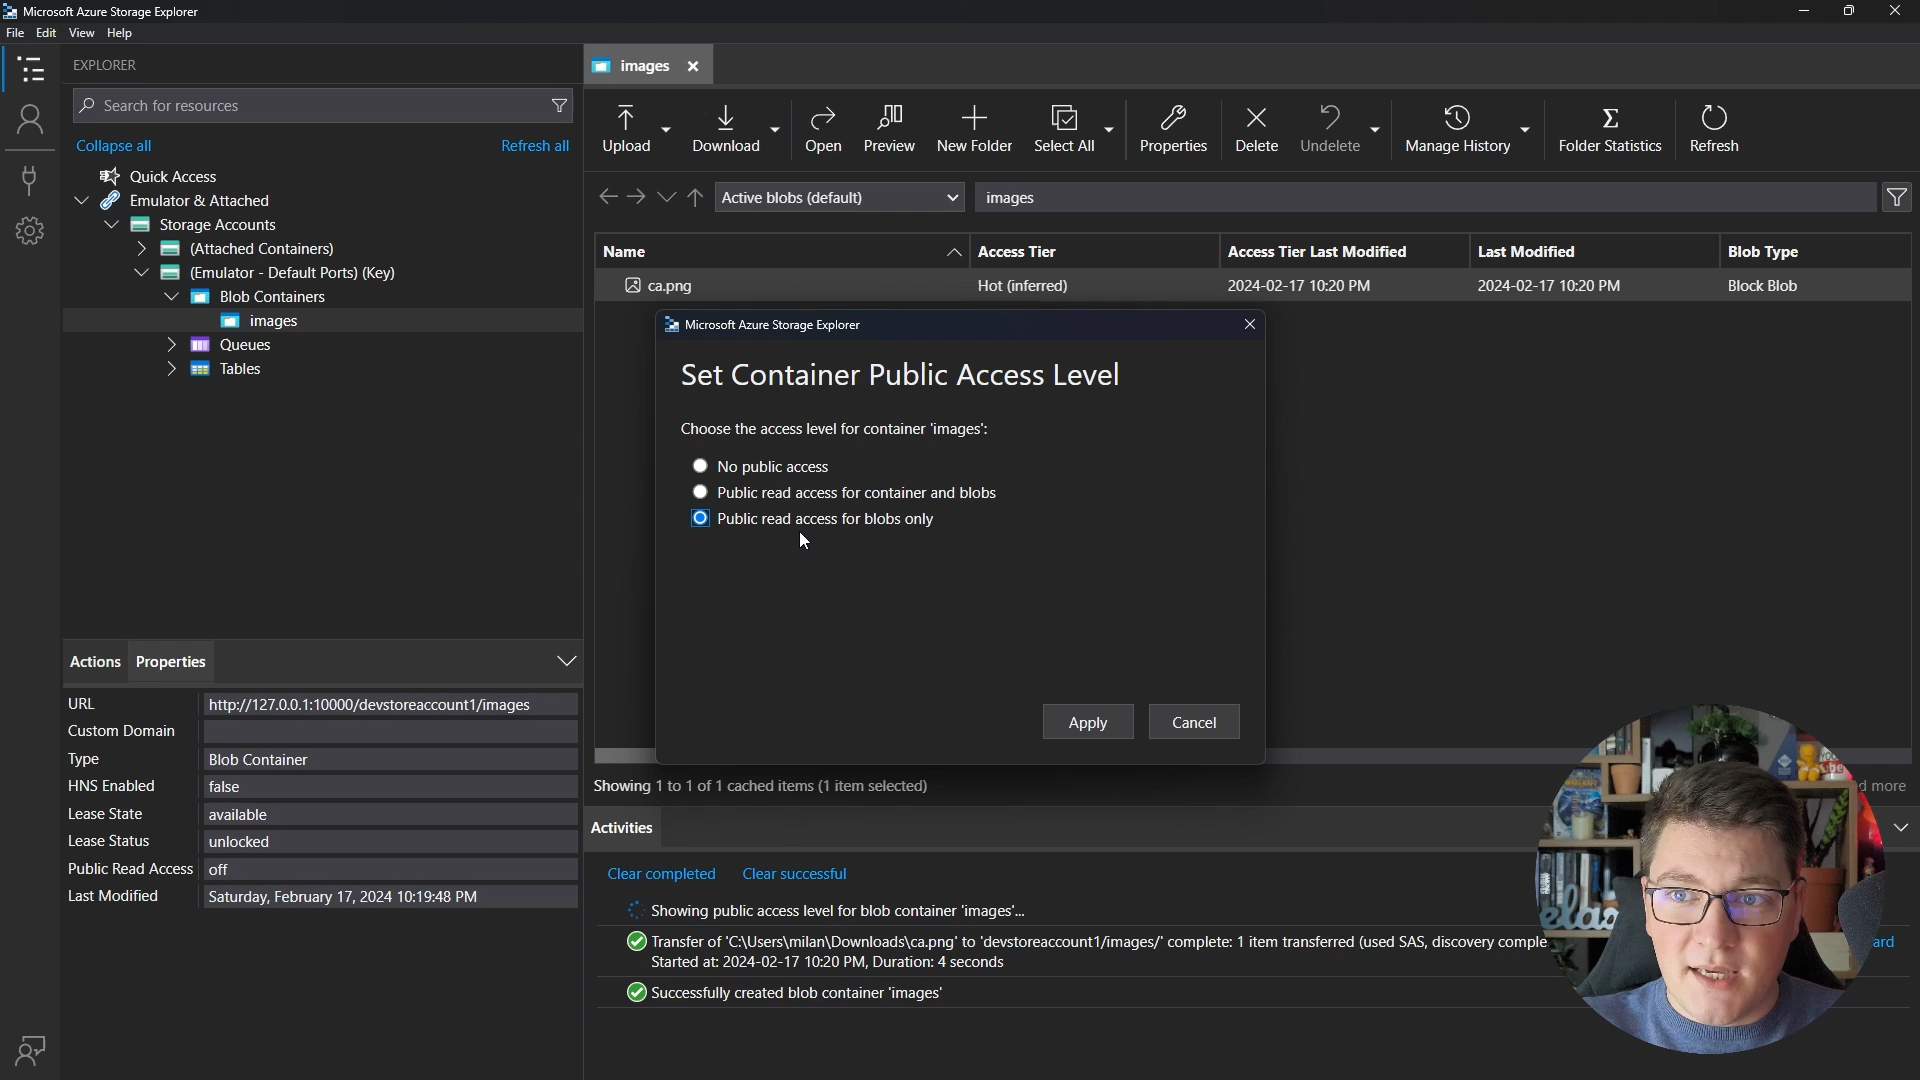 Microsoft Azure Storage Explorer
File Edit View Help
EXPLORER
Search for resources
Collapse all Refresh all
Quick Access
Emulator & Attached
Storage Accounts
(Attached Containers)
(Emulator - Default Ports) (Key)
Blob Containers
images
Queues
Tables
Actions Properties
URL http://127.0.0.1:10000/devstoreaccount1/images
Custom Domain
Type Blob Container
HNS Enabled false
Lease State available
Lease Status unlocked
Public Read Access off
Last Modified Saturday, February 17, 2024 10:19:48 PM
images
Upload Download Open Preview New Folder Select All Properties Delete Undelete Manage History Folder Statistics Refresh
Active blobs (default) images
Name Access Tier Access Tier Last Modified Last Modified Blob Type
ca.png Hot (inferred) 2024-02-17 10:20 PM 2024-02-17 10:20 PM Block Blob
Microsoft Azure Storage Explorer
Set Container Public Access Level
Choose the access level for container 'images':
No public access
Public read access for container and blobs
Public read access for blobs only
Apply Cancel
Showing 1 to 1 of 1 cached items (1 item selected) more
Activities
Clear completed Clear successful
Showing public access level for blob container 'images'...
Transfer of 'C:\Users\milan\Downloads\ca.png' to 'devstoreaccount1/images/' complete: 1 item transferred (used SAS, discovery comple
Started at: 2024-02-17 10:20 PM, Duration: 4 seconds
Successfully created blob container 'images'